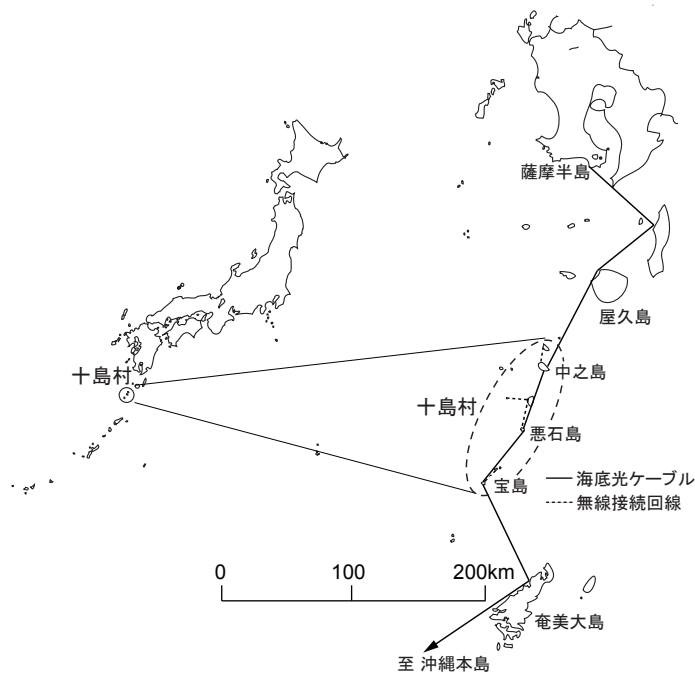 薩摩半島
屋久島
十島村
中之島
十島村
悪石島
宝島
海底光ケーブル
無線接続回線
0 100 200km
奄美大島
至 沖縄本島